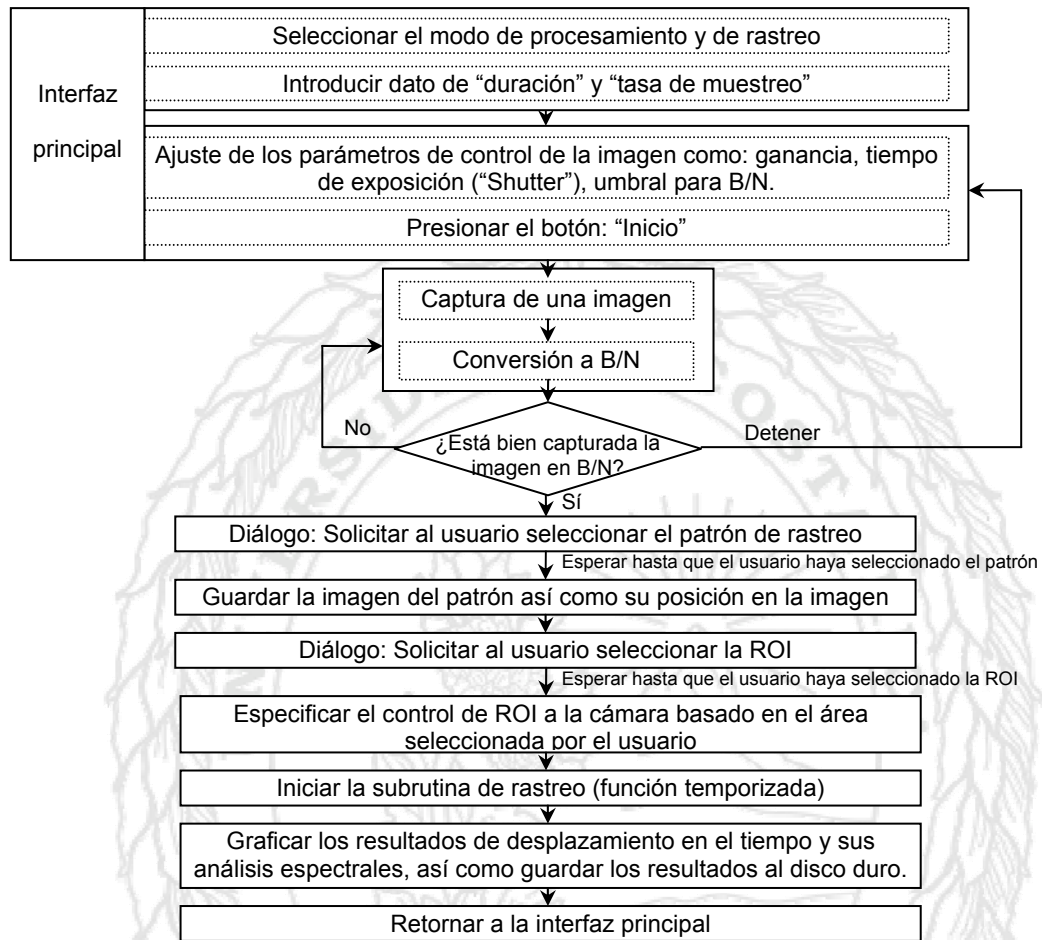 Seleccionar el modo de procesamiento y de rastreo
Interfaz
principal
Introducir dato de “duración” y “tasa de muestreo”
Ajuste de los parámetros de control de la imagen como: ganancia, tiempo
de exposición (“Shutter”), umbral para B/N.
Presionar el botón: “Inicio”
Captura de una imagen
Conversión a B/N
No
¿Está bien capturada la
imagen en B/N?
Detener
Sí
Diálogo: Solicitar al usuario seleccionar el patrón de rastreo
Esperar hasta que el usuario haya seleccionado el patrón
Guardar la imagen del patrón así como su posición en la imagen
Diálogo: Solicitar al usuario seleccionar la ROI
Esperar hasta que el usuario haya seleccionado la ROI
Especificar el control de ROI a la cámara basado en el área
seleccionada por el usuario
Iniciar la subrutina de rastreo (función temporizada)
Graficar los resultados de desplazamiento en el tiempo y sus
análisis espectrales, así como guardar los resultados al disco duro.
Retornar a la interfaz principal